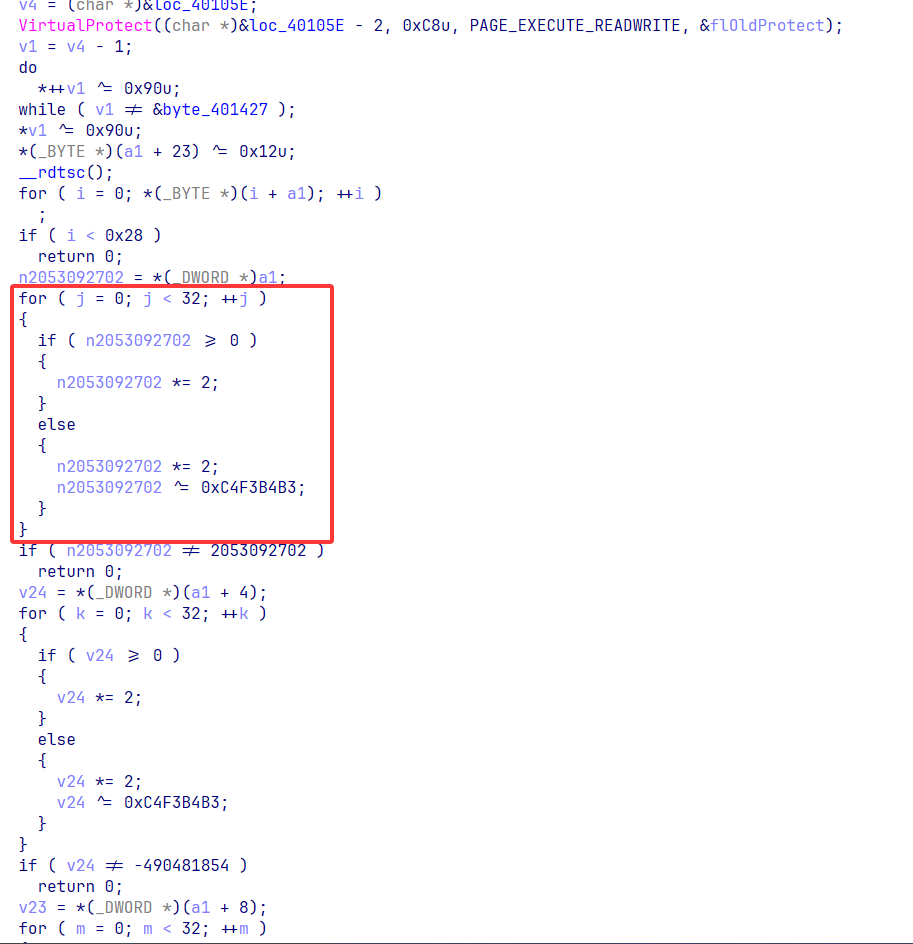 v4 = (char *)&loc_40105E;
VirtualProtect((char *)&loc_40105E - 2, 0xC8u, PAGE_EXECUTE_READWRITE, &flOldProtect);
v1 = v4 - 1;
do
*++v1 ^= 0x90u;
while ( v1 != &byte_401427 );
*v1 ^= 0x90u;
*(_BYTE *)(a1 + 23) ^= 0x12u;
__rdtsc();
for ( i = 0; *(_BYTE *)(i + a1); ++i )
;
if ( i < 0x28 )
return 0;
n2053092702 = *(_DWORD *)a1;
for ( j = 0; j < 32; ++j )
{
if ( n2053092702 >= 0 )
{
n2053092702 *= 2;
}
else
{
n2053092702 *= 2;
n2053092702 ^= 0xC4F3B4B3;
}
}
if ( n2053092702 != 2053092702 )
return 0;
v24 = *(_DWORD *)(a1 + 4);
for ( k = 0; k < 32; ++k )
{
if ( v24 >= 0 )
{
v24 *= 2;
}
else
{
v24 *= 2;
v24 ^= 0xC4F3B4B3;
}
}
if ( v24 != -490481854 )
return 0;
v23 = *(_DWORD *)(a1 + 8);
for ( m = 0; m < 32; ++m )